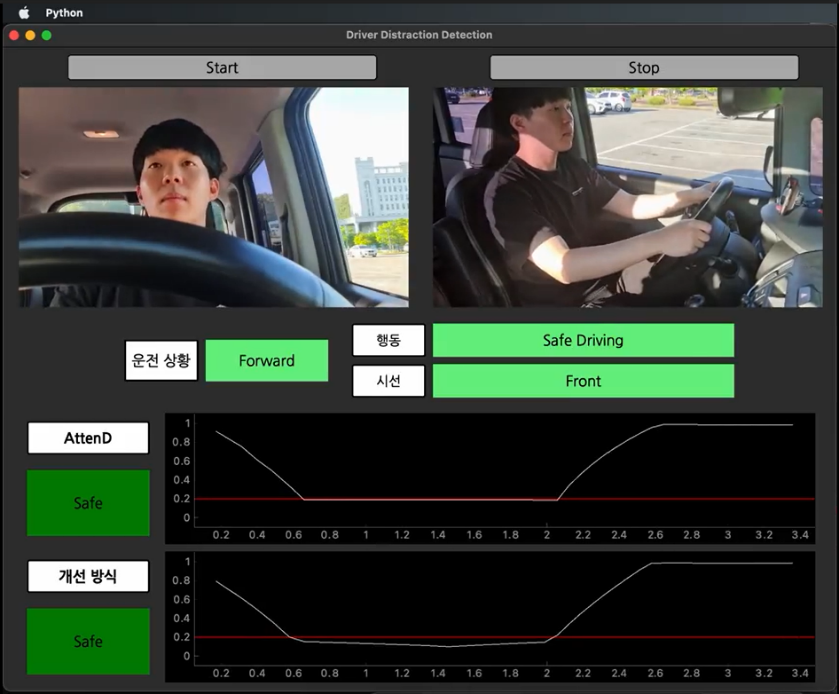 Python
Driver Distraction Detection
Start
Stop
운전 상황
Forward
행동
Safe Driving
시선
Front
AttenD
Safe
1
0.8
0.6
0.4
0.2
0
0.2 0.4 0.6 0.8 1 1.2 1.4 1.6 1.8 2 2.2 2.4 2.6 2.8 3 3.2 3.4
개선 방식
Safe
1
0.8
0.6
0.4
0.2
0
0.2 0.4 0.6 0.8 1 1.2 1.4 1.6 1.8 2 2.2 2.4 2.6 2.8 3 3.2 3.4